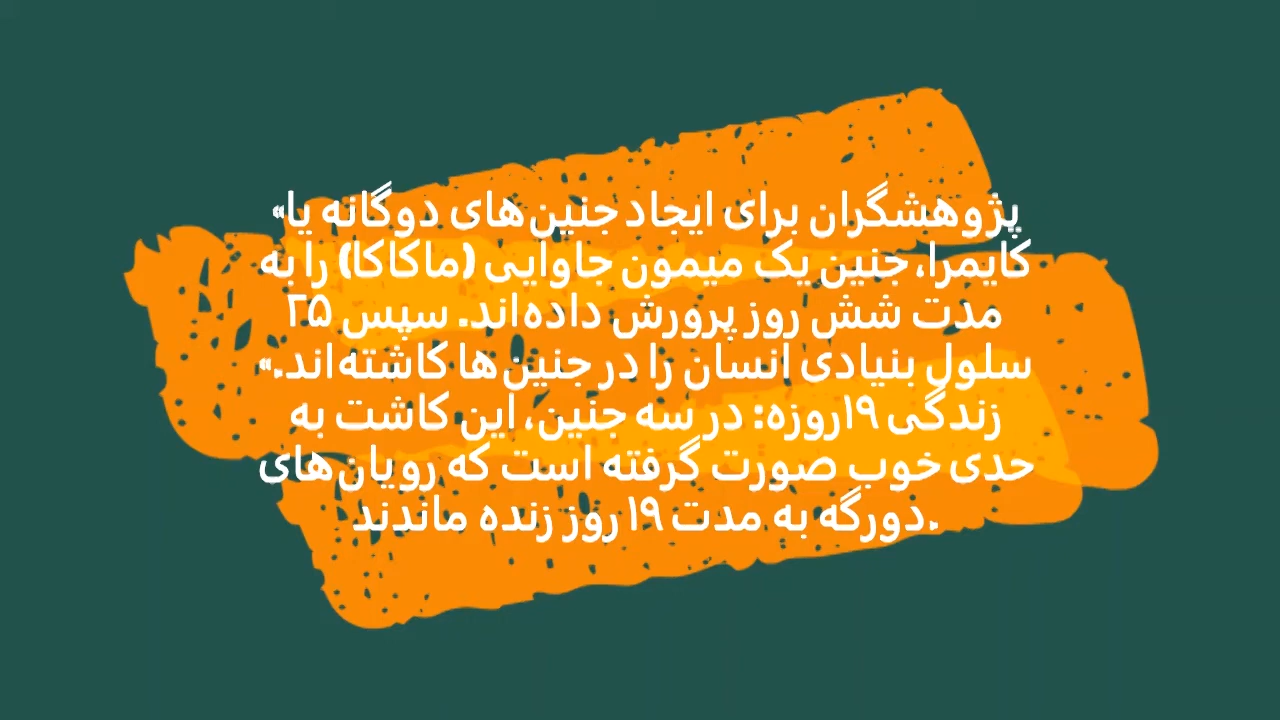 پژوهشگران برای ایجاد جنین‌های دوگانه یا»
کایمرا، جنین یک میمون جاوایی (ماکاکا) را به
مدت شش روز پرورش داده‌اند. سپس ۲۵
سلول بنیادی انسان را در جنین‌ها کاشته‌اند.»
زندگی ۱۹روزه: در سه جنین، این کاشت به
حدی خوب صورت گرفته است که رویان‌های
.دورگه به مدت ۱۹ روز زنده ماندند